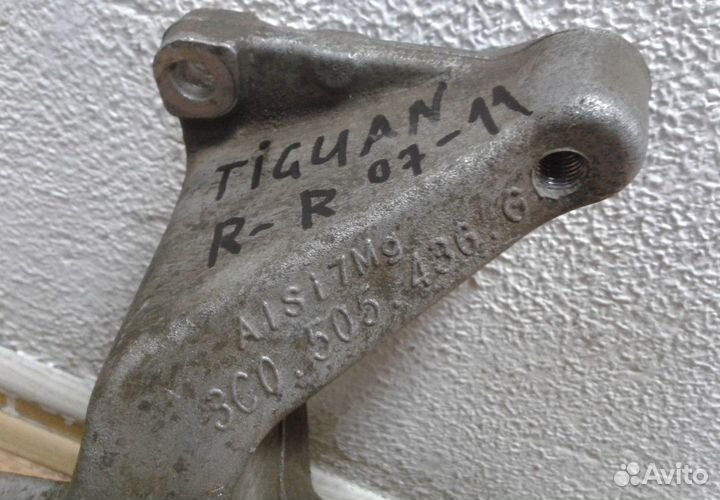 TiGUAN
R-R 07-11
AlSi7Mg
3C0.505.436.G
Avito